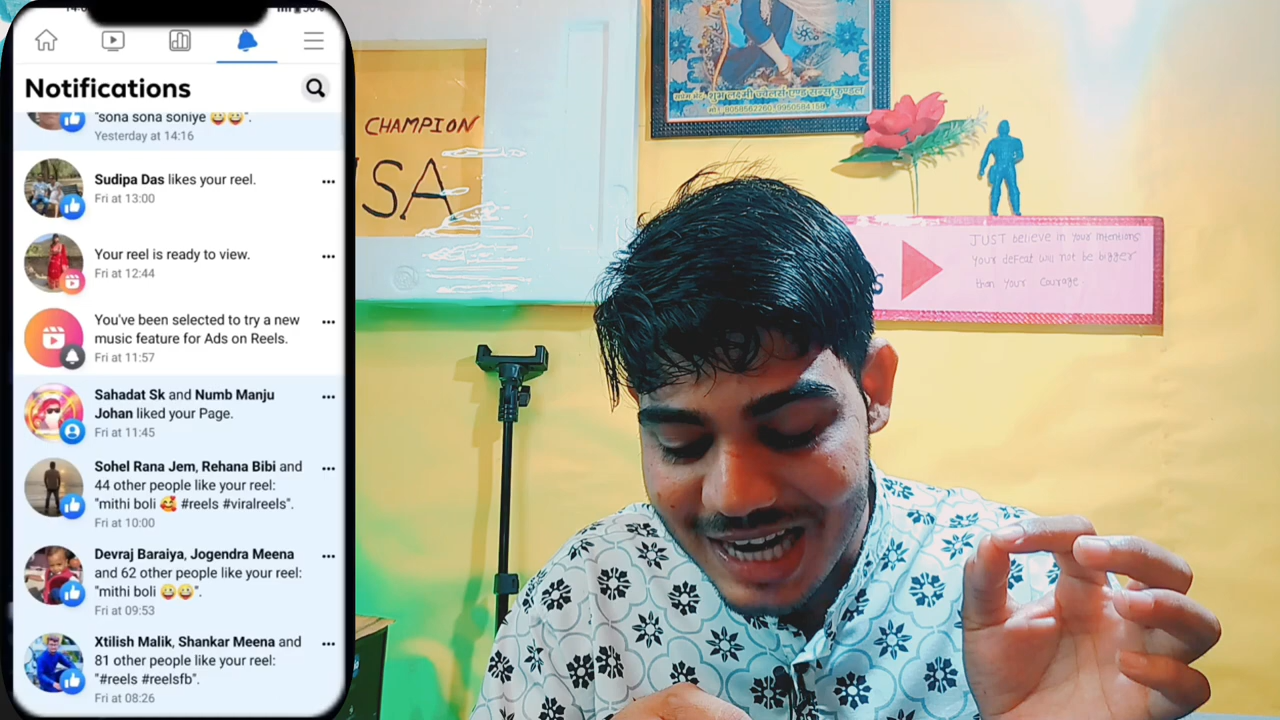 Notifications
"sona sona soniye 😜😜".
Yesterday at 14:16
Sudipa Das likes your reel.
Fri at 13:00
Your reel is ready to view.
Fri at 12:44
You've been selected to try a new
music feature for Ads on Reels.
Fri at 11:57
Sahadat Sk and Numb Manju
Johan liked your Page.
Fri at 11:45
Sohel Rana Jem, Rehana Bibi and
44 other people like your reel:
"mithi boli 🥰 #reels #viralreels".
Fri at 10:00
Devraj Baraiya, Jogendra Meena
and 62 other people like your reel:
"mithi boli 😜😜".
Fri at 09:53
Xtilish Malik, Shankar Meena and
81 other people like your reel:
"#reels #reelsfb".
Fri at 08:26
CHAMPION
SA
शुभ लक्ष्मी ज्वैलर्स एण्ड सन्स
JUST believe in Your Intentions
Your defeat will not be bigger
than Your Courage